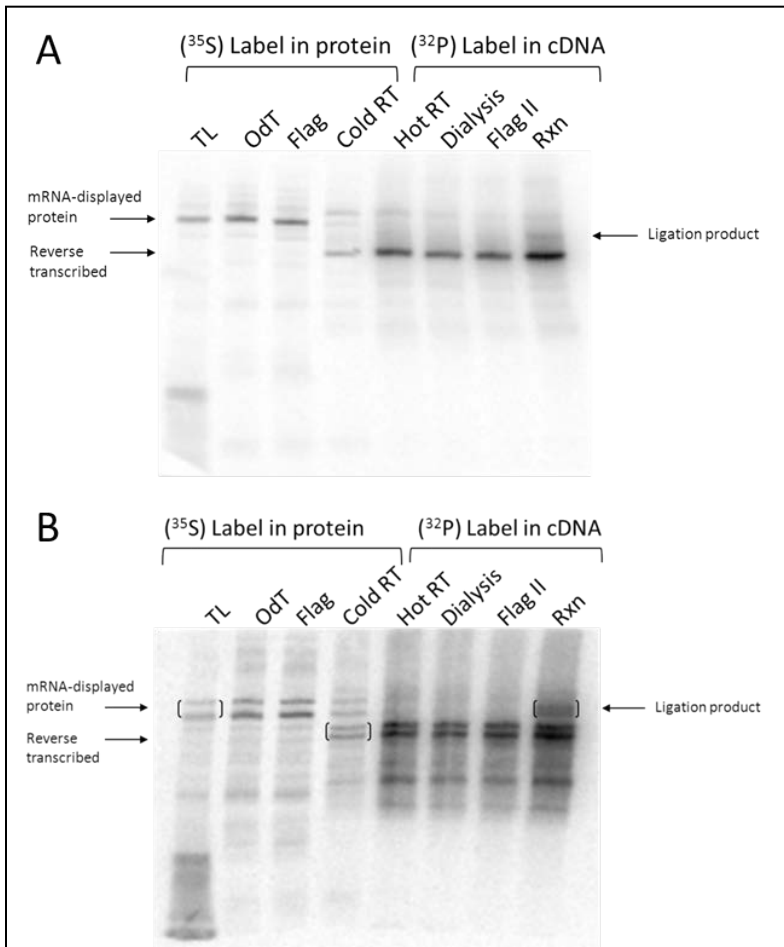 A
(³⁵S) Label in protein (³²P) Label in cDNA
TL OdT Flag Cold RT Hot RT Dialysis Flag II Rxn
mRNA-displayed
protein
Ligation product
Reverse
transcribed
B
(³⁵S) Label in protein (³²P) Label in cDNA
TL OdT Flag Cold RT Hot RT Dialysis Flag II Rxn
mRNA-displayed
protein
Ligation product
Reverse
transcribed